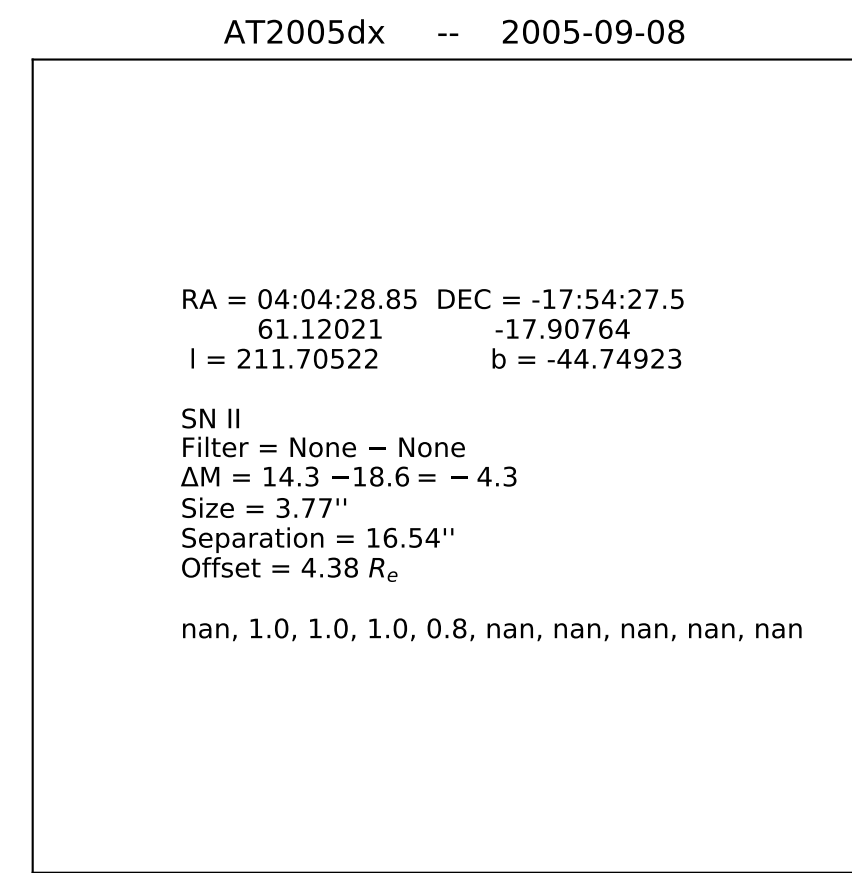 AT2005dx -- 2005-09-08
RA = 04:04:28.85 DEC = -17:54:27.5
61.12021 -17.90764
l = 211.70522 b = -44.74923
SN II
Filter = None − None
ΔM = 14.3 −18.6 = − 4.3
Size = 3.77''
Separation = 16.54''
Offset = 4.38 Rₑ
nan, 1.0, 1.0, 1.0, 0.8, nan, nan, nan, nan, nan